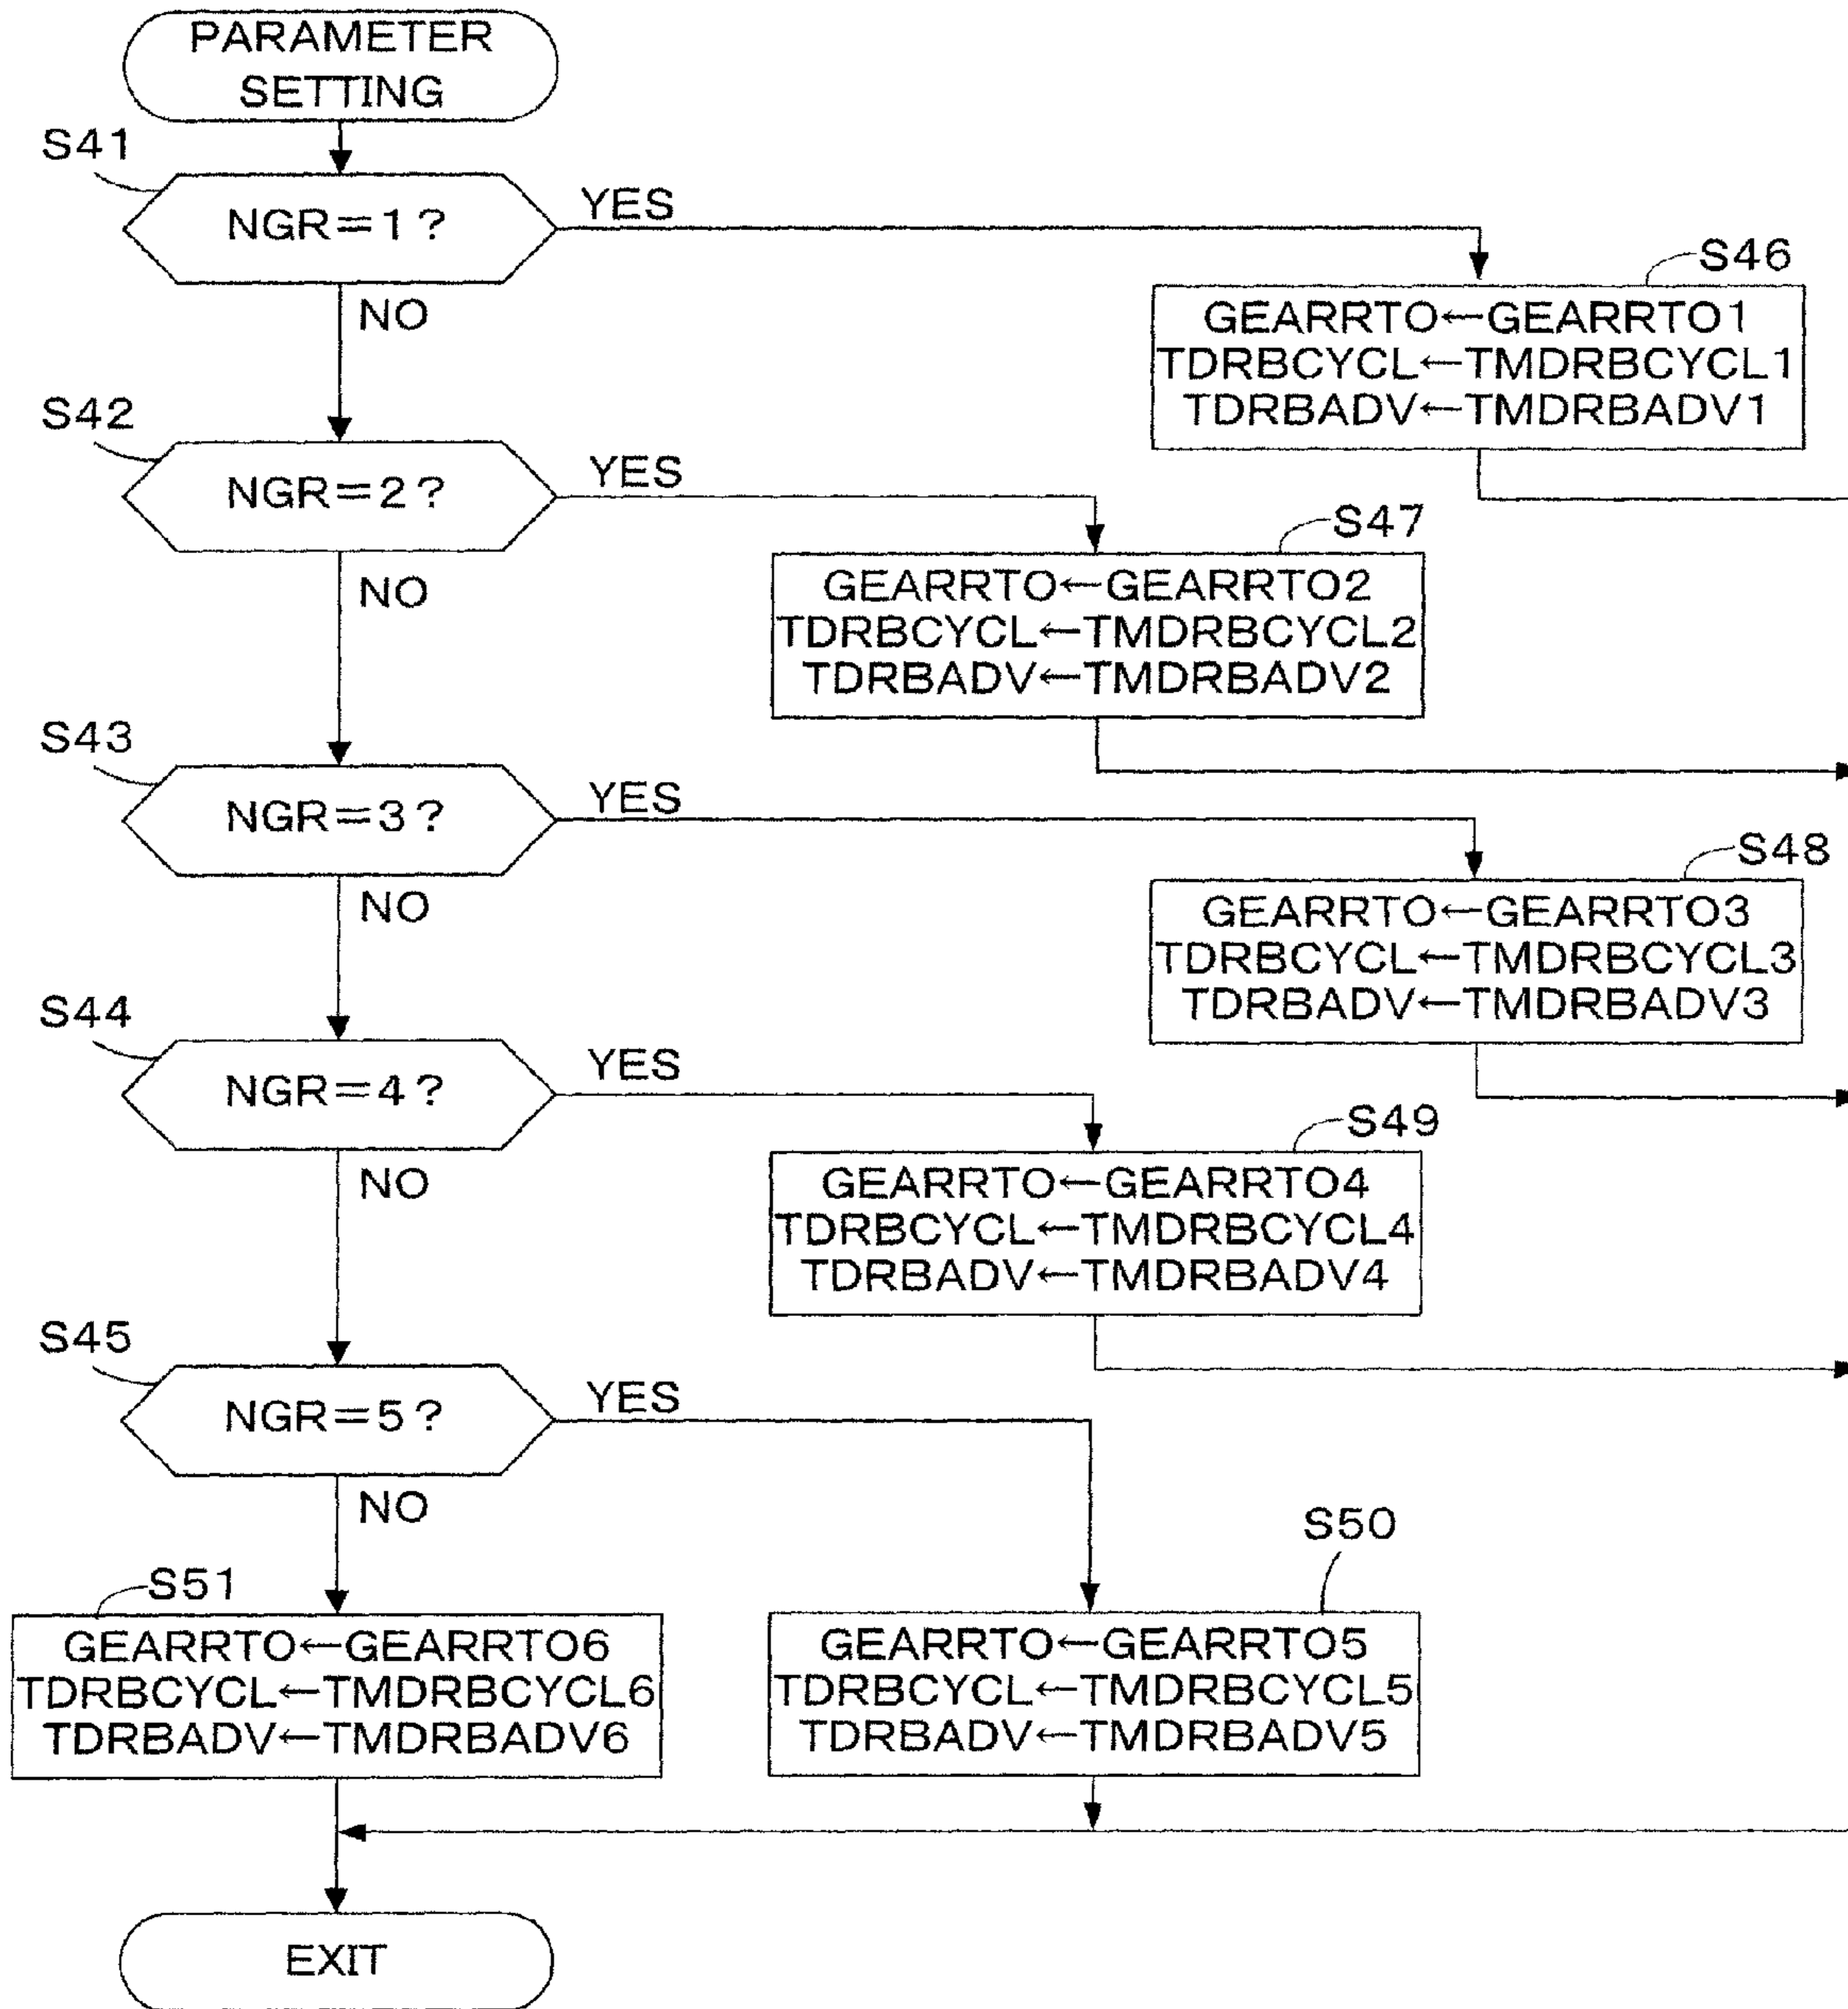 PARAMETER
SETTING
S41
NGR=1?
YES
NO
S46
GEARRTO←GEARRTO1
TDRBCYCL←TMDRBCYCL1
TDRBADV←TMDRBADV1
S42
NGR=2?
YES
NO
S47
GEARRTO←GEARRTO2
TDRBCYCL←TMDRBCYCL2
TDRBADV←TMDRBADV2
S43
NGR=3?
YES
NO
S48
GEARRTO←GEARRTO3
TDRBCYCL←TMDRBCYCL3
TDRBADV←TMDRBADV3
S44
NGR=4?
YES
NO
S49
GEARRTO←GEARRTO4
TDRBCYCL←TMDRBCYCL4
TDRBADV←TMDRBADV4
S45
NGR=5?
YES
NO
S50
GEARRTO←GEARRTO5
TDRBCYCL←TMDRBCYCL5
TDRBADV←TMDRBADV5
S51
GEARRTO←GEARRTO6
TDRBCYCL←TMDRBCYCL6
TDRBADV←TMDRBADV6
EXIT